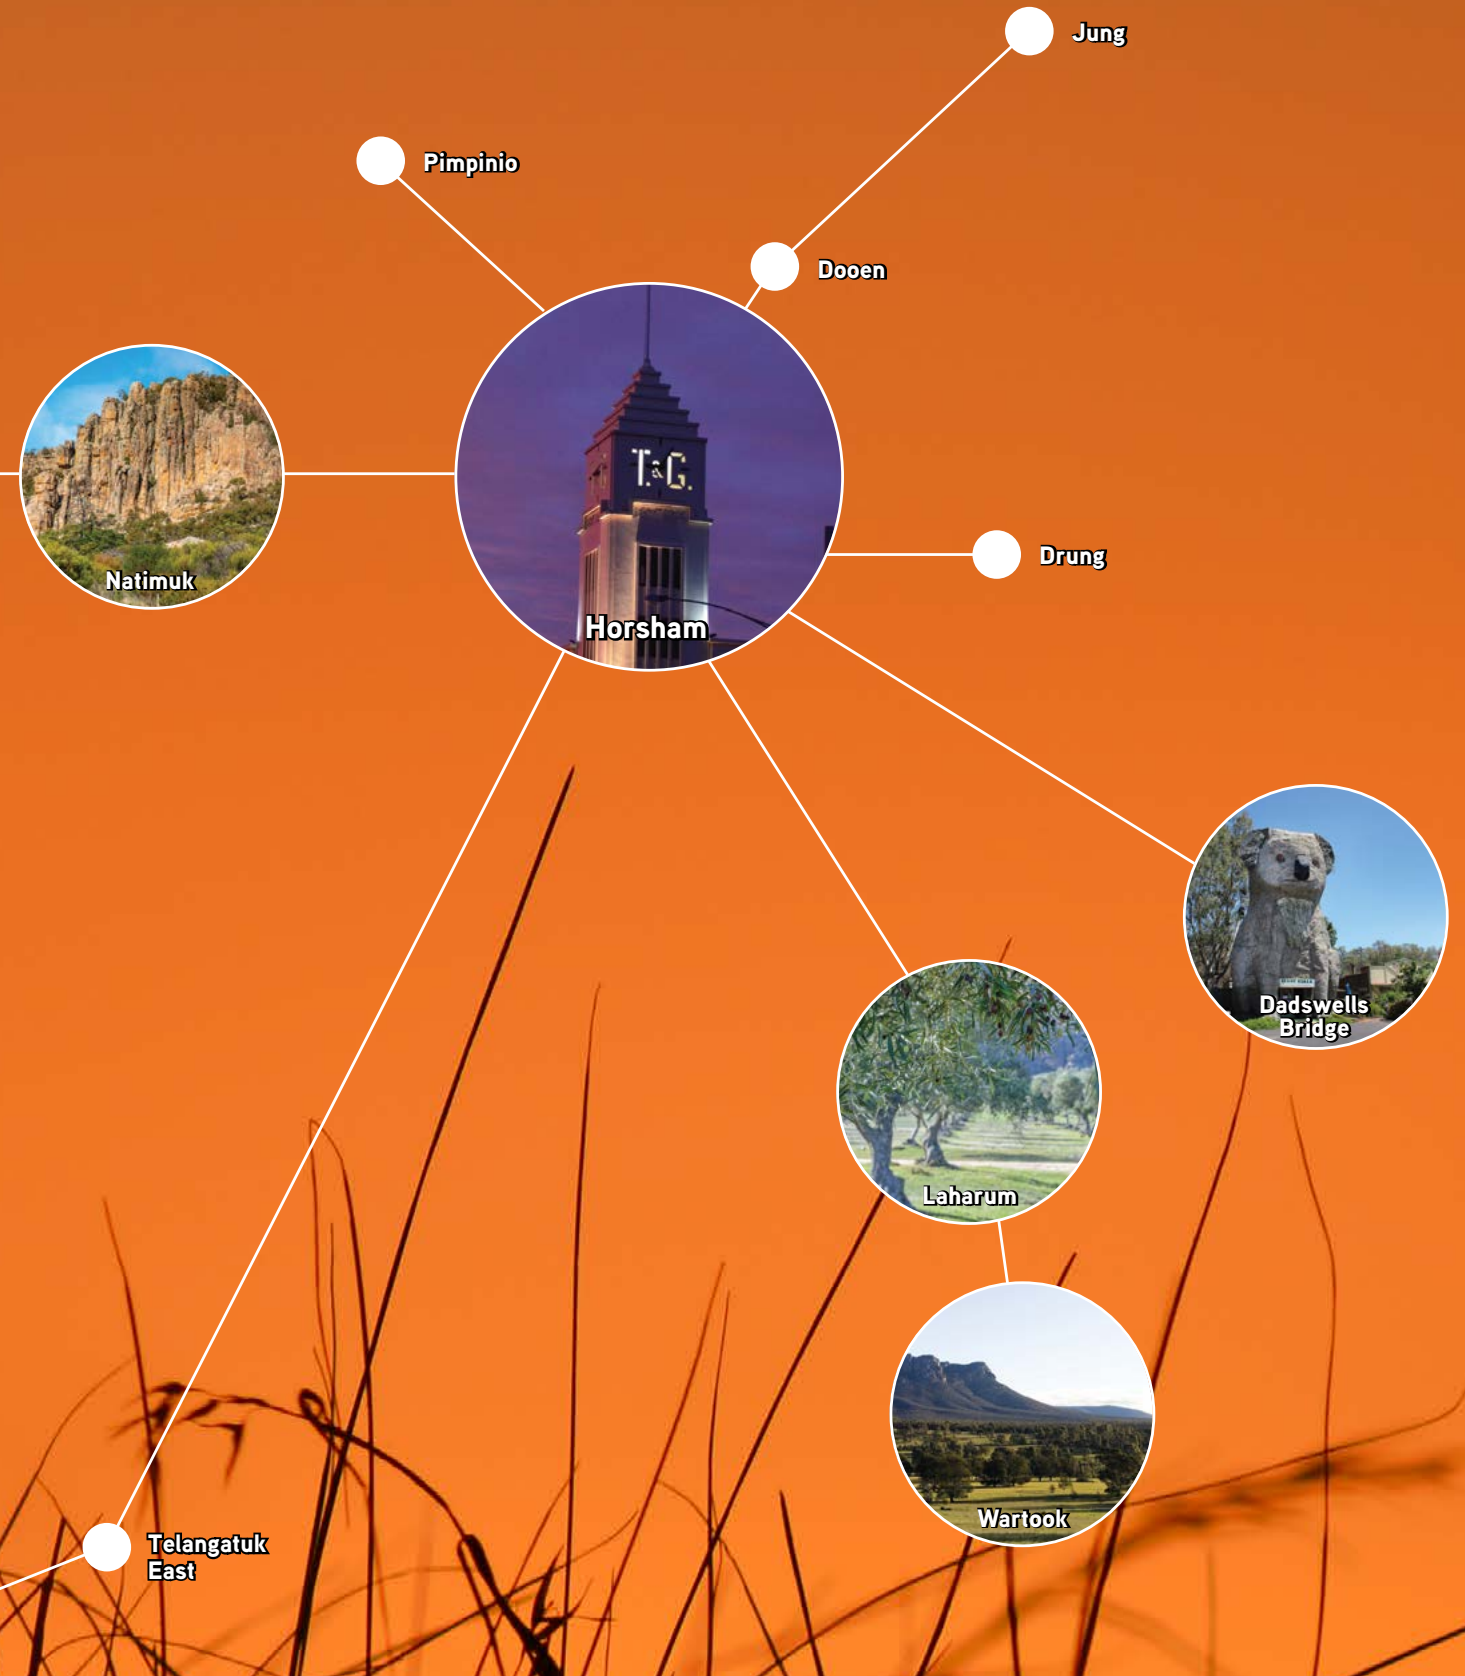 Jung
Pimpinio
Dooen
T.&G.
Natimuk
Drung
Horsham
Dadswells
Bridge
Laharum
Wartook
Telangatuk
East